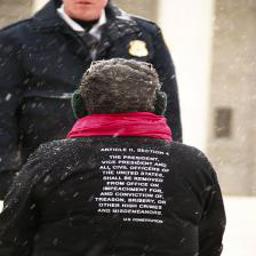 ARTICLE II, SECTION 4
THE PRESIDENT,
VICE PRESIDENT AND
ALL CIVIL OFFICERS OF
THE UNITED STATES,
SHALL BE REMOVED
FROM OFFICE ON
IMPEACHMENT FOR,
AND CONVICTION OF,
TREASON, BRIBERY, OR
OTHER HIGH CRIMES
AND MISDEMEANORS.
U.S. CONSTITUTION